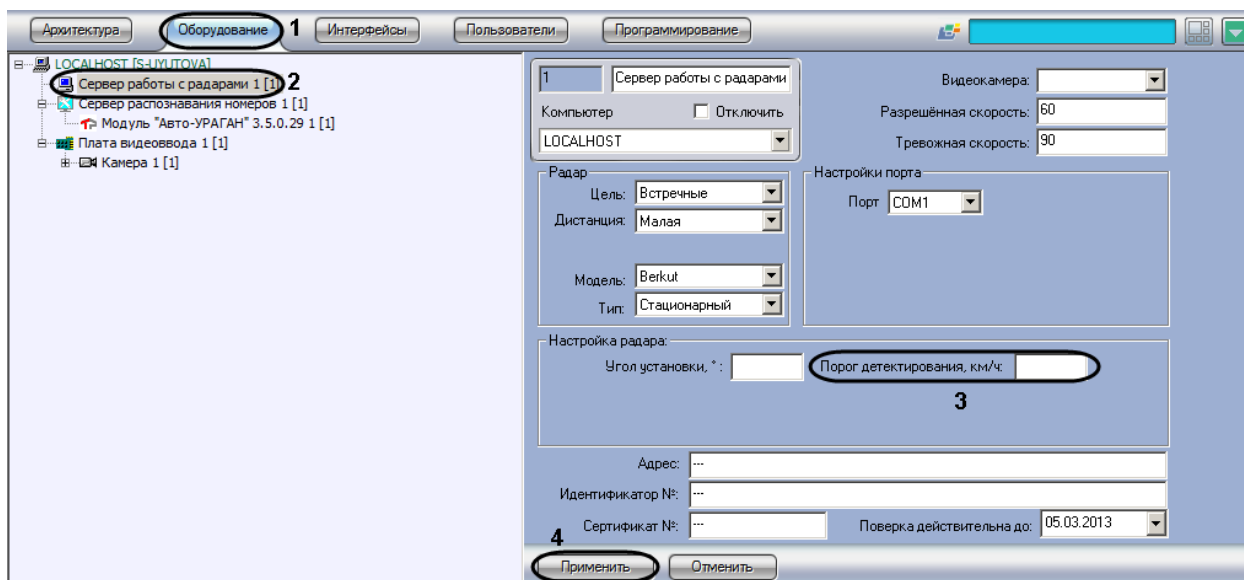 Архитектура Оборудование 1 Интерфейсы Пользователи Программирование
LOCALHOST [S-UYUTOVA]
Сервер работы с радарами 1 [1] 2
Сервер распознавания номеров 1 [1]
Модуль "Авто-УРАГАН" 3.5.0.29 1 [1]
Плата видеоввода 1 [1]
Камера 1 [1]
1 Сервер работы с радарами
Компьютер Отключить
LOCALHOST
Видеокамера:
Разрешённая скорость: 60
Тревожная скорость: 90
Радар
Цель: Встречные
Дистанция: Малая
Модель: Berkut
Тип: Стационарный
Настройки порта
Порт COM1
Настройка радара:
Угол установки, ° : Порог детектирования, км/ч:
3
Адрес: ---
Идентификатор №: ---
Сертификат №: --- Поверка действительна до: 05.03.2013
4
Применить Отменить